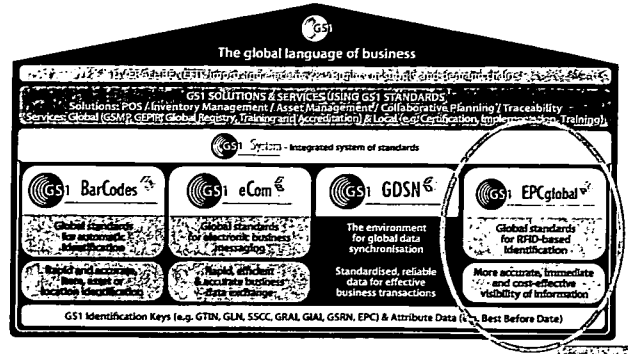 GS1
The global language of business
GS1 SOLUTIONS & SERVICES USING GS1 STANDARDS
Solutions: POS / Inventory Management / Asset Management / Collaborative Planning / Traceability
Services: Global (GSMP, GEPIR, Global Registry, Training and Accreditation) & Local (e.g. Certification, Implementation, Training)
GS1 System - Integrated system of standards
GS1 BarCodes
GS1 eCom
GS1 GDSN
GS1 EPCglobal
Global standards
for automatic
identification
Global standards
for electronic business
messaging
The environment
for global data
synchronisation
Global standards
for RFID-based
identification
Rapid and accurate,
item, asset or
location identification
Rapid, efficient
& accurate business
data exchange
Standardised, reliable
data for effective
business transactions
More accurate, immediate
and cost-effective
visibility of information
GS1 Identification Keys (e.g. GTIN, GLN, SSCC, GRAI, GIAI, GSRN, EPC) & Attribute Data ( Best Before Date)